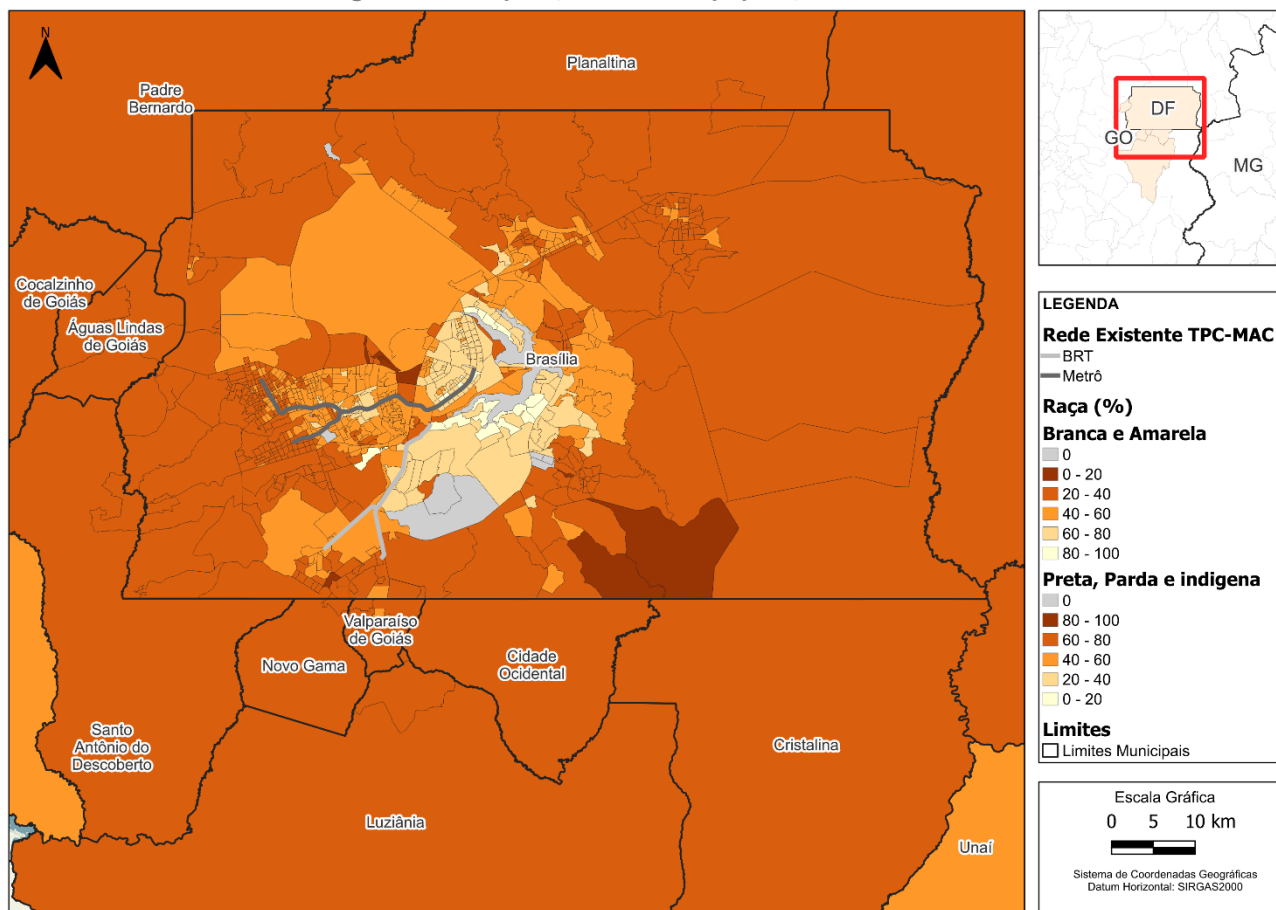 N
Padre
Bernardo
Planaltina
Cocalzinho
de Goiás
Águas Lindas
de Goiás
Brasília
Valparaíso
de Goiás
Novo Gama
Cidade
Ocidental
Santo
Antônio do
Descoberto
Cristalina
Luziânia
Unaí
DF
GO
MG
LEGENDA
Rede Existente TPC-MAC
BRT
Metrô
Raça (%)
Branca e Amarela
0
0 - 20
20 - 40
40 - 60
60 - 80
80 - 100
Preta, Parda e indigena
0
80 - 100
60 - 80
40 - 60
20 - 40
0 - 20
Limites
Limites Municipais
Escala Gráfica
0 5 10 km
Sistema de Coordenadas Geográficas
Datum Horizontal: SIRGAS2000